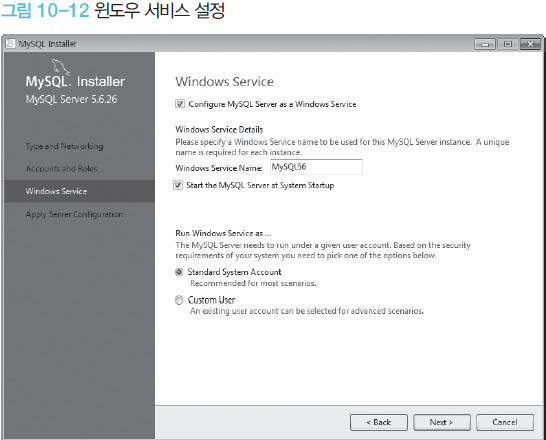 그림 10-12 윈도우 서비스 설정
MySQL Installer
MySQL. Installer
MySQL Server 5.6.26
Type and Networking
Accounts and Roles
Windows Service
Apply Server Configuration
Windows Service
Configure MySQL Server as a Windows Service
Windows Service Details
Please specify a Windows Service name to be used for this MySQL Server instance. A unique
name is required for each instance.
Windows Service Name: MySQL56
Start the MySQL Server at System Startup
Run Windows Service as ...
The MySQL Server needs to run under a given user account. Based on the security
requirements of your system you need to pick one of the options below.
Standard System Account
Recommended for most scenarios.
Custom User
An existing user account can be selected for advanced scenarios.
< Back Next > Cancel